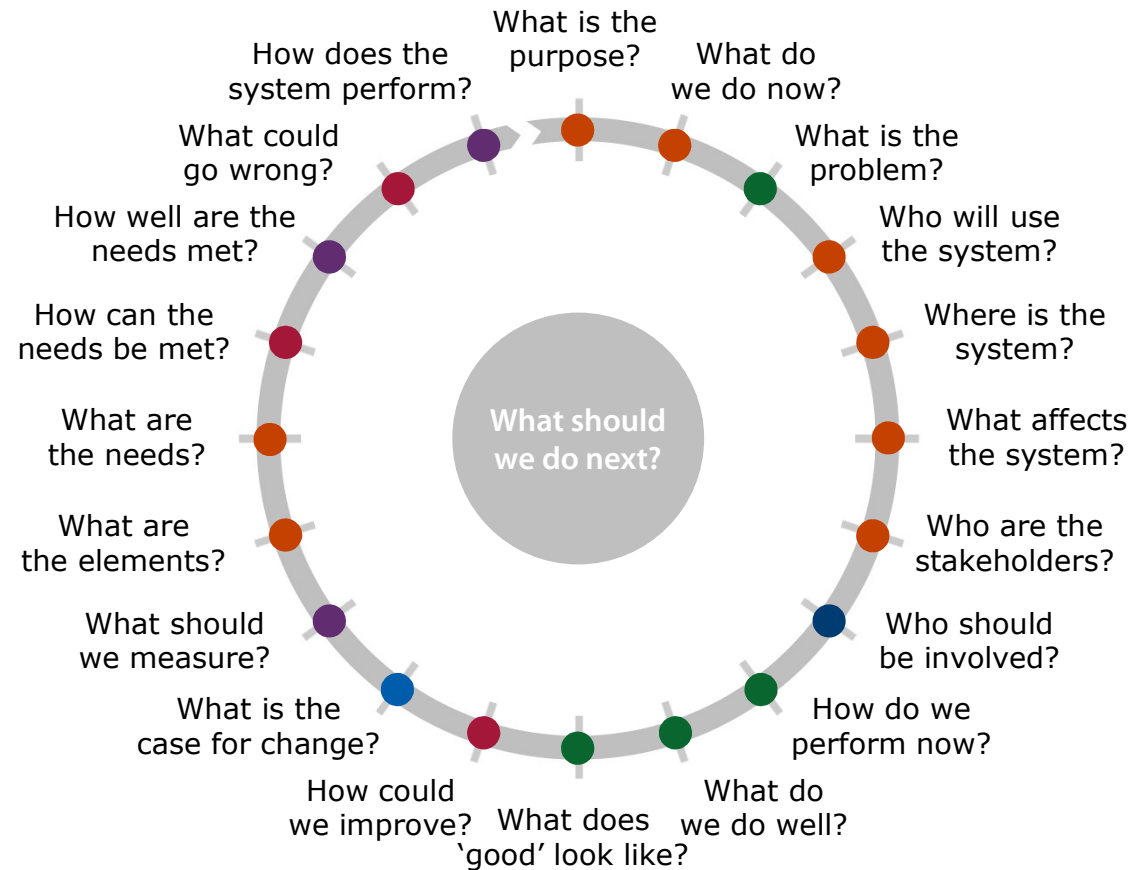 What is the
purpose?
What do
we do now?
What is the
problem?
Who will use
the system?
Where is the
system?
What affects
the system?
Who are the
stakeholders?
Who should
be involved?
How do we
perform now?
What do
we do well?
What does
‘good’ look like?
How could
we improve?
What is the
case for change?
What should
we measure?
What are
the elements?
What are
the needs?
How can the
needs be met?
How well are the
needs met?
What could
go wrong?
How does the
system perform?
What should
we do next?